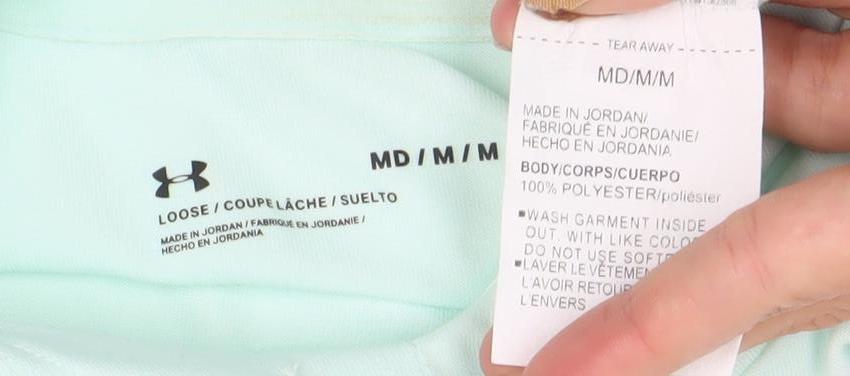 MD / M / M
LOOSE / COUPE LÂCHE / SUELTO
MADE IN JORDAN / FABRIQUÉ EN JORDANIE /
HECHO EN JORDANIA
TEAR AWAY
MD/M/M
MADE IN JORDAN/
FABRIQUÉ EN JORDANIE/
HECHO EN JORDANIA
BODY/CORPS/CUERPO
100% POLYESTER/poliéster
▪WASH GARMENT INSIDE
OUT, WITH LIKE
DO NOT USE
▪LAVER LE
L'AVOIR
L'ENVERS